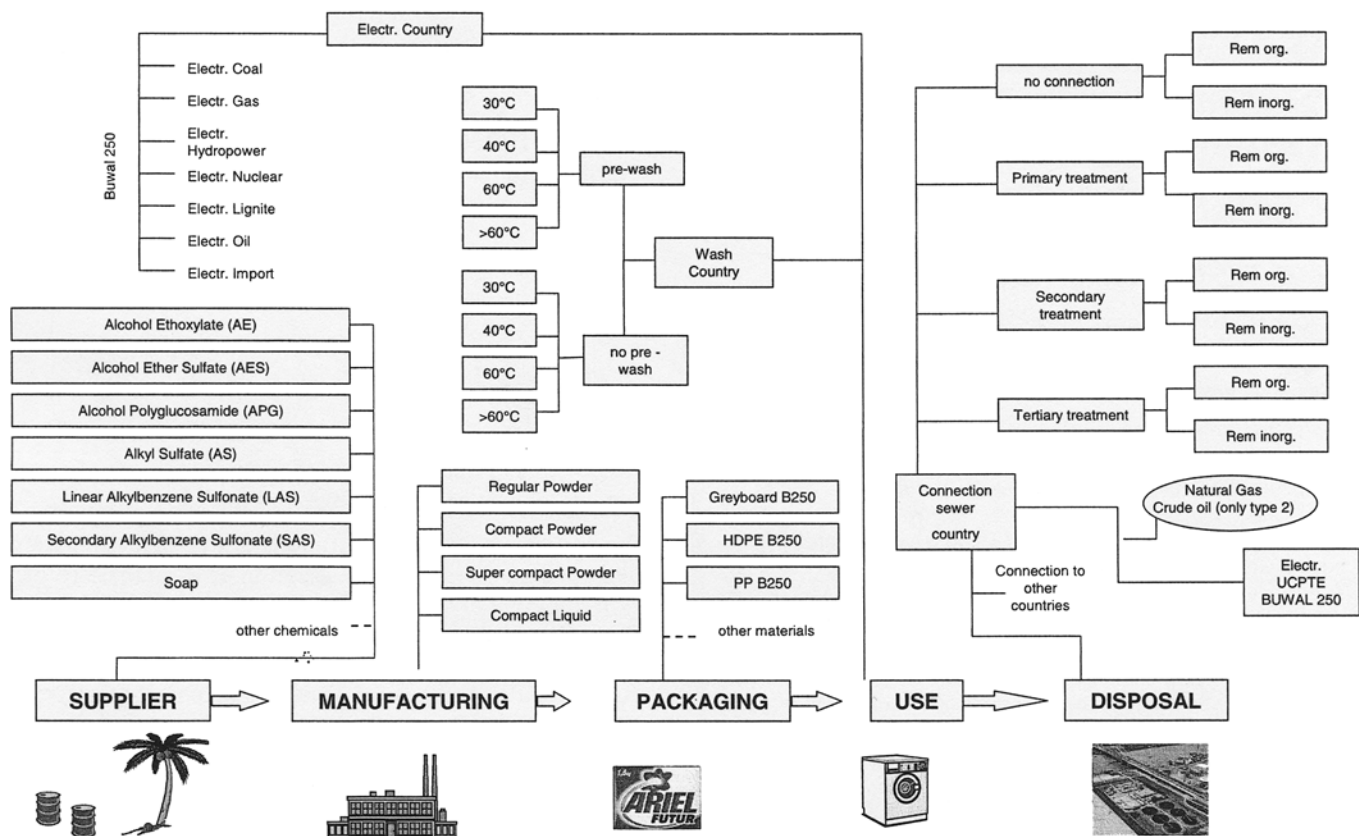 Electr. Country
Buwal 250
Electr. Coal
Electr. Gas
Electr.
Hydropower
Electr. Nuclear
Electr. Lignite
Electr. Oil
Electr. Import
30°C
40°C
60°C
>60°C
pre-wash
30°C
40°C
60°C
>60°C
no pre -
wash
Wash
Country
no connection
Rem org.
Rem inorg.
Primary treatment
Rem org.
Rem inorg.
Secondary
treatment
Rem org.
Rem inorg.
Tertiary treatment
Rem org.
Rem inorg.
Alcohol Ethoxylate (AE)
Alcohol Ether Sulfate (AES)
Alcohol Polyglucosamide (APG)
Alkyl Sulfate (AS)
Linear Alkylbenzene Sulfonate (LAS)
Secondary Alkylbenzene Sulfonate (SAS)
Soap
other chemicals
Regular Powder
Compact Powder
Super compact Powder
Compact Liquid
Greyboard B250
HDPE B250
PP B250
other materials
Connection
sewer
country
Natural Gas
Crude oil (only type 2)
Electr.
UCPTE
BUWAL 250
Connection to
other
countries
SUPPLIER
MANUFACTURING
PACKAGING
USE
DISPOSAL
ARIEL
FUTUR